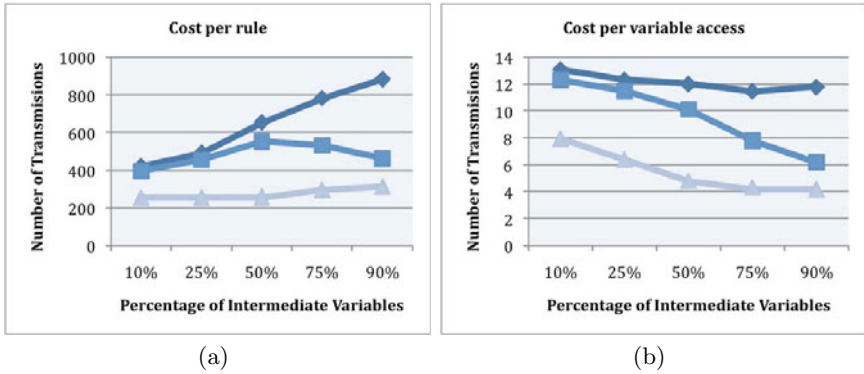 Cost per rule
Number of Transmisions
1000
800
600
400
200
0
10% 25% 50% 75% 90%
Percentage of Intermediate Variables
(a)
Cost per variable access
Number of Transmisions
14
12
10
8
6
4
2
0
10% 25% 50% 75% 90%
Percentage of Intermediate Variables
(b)